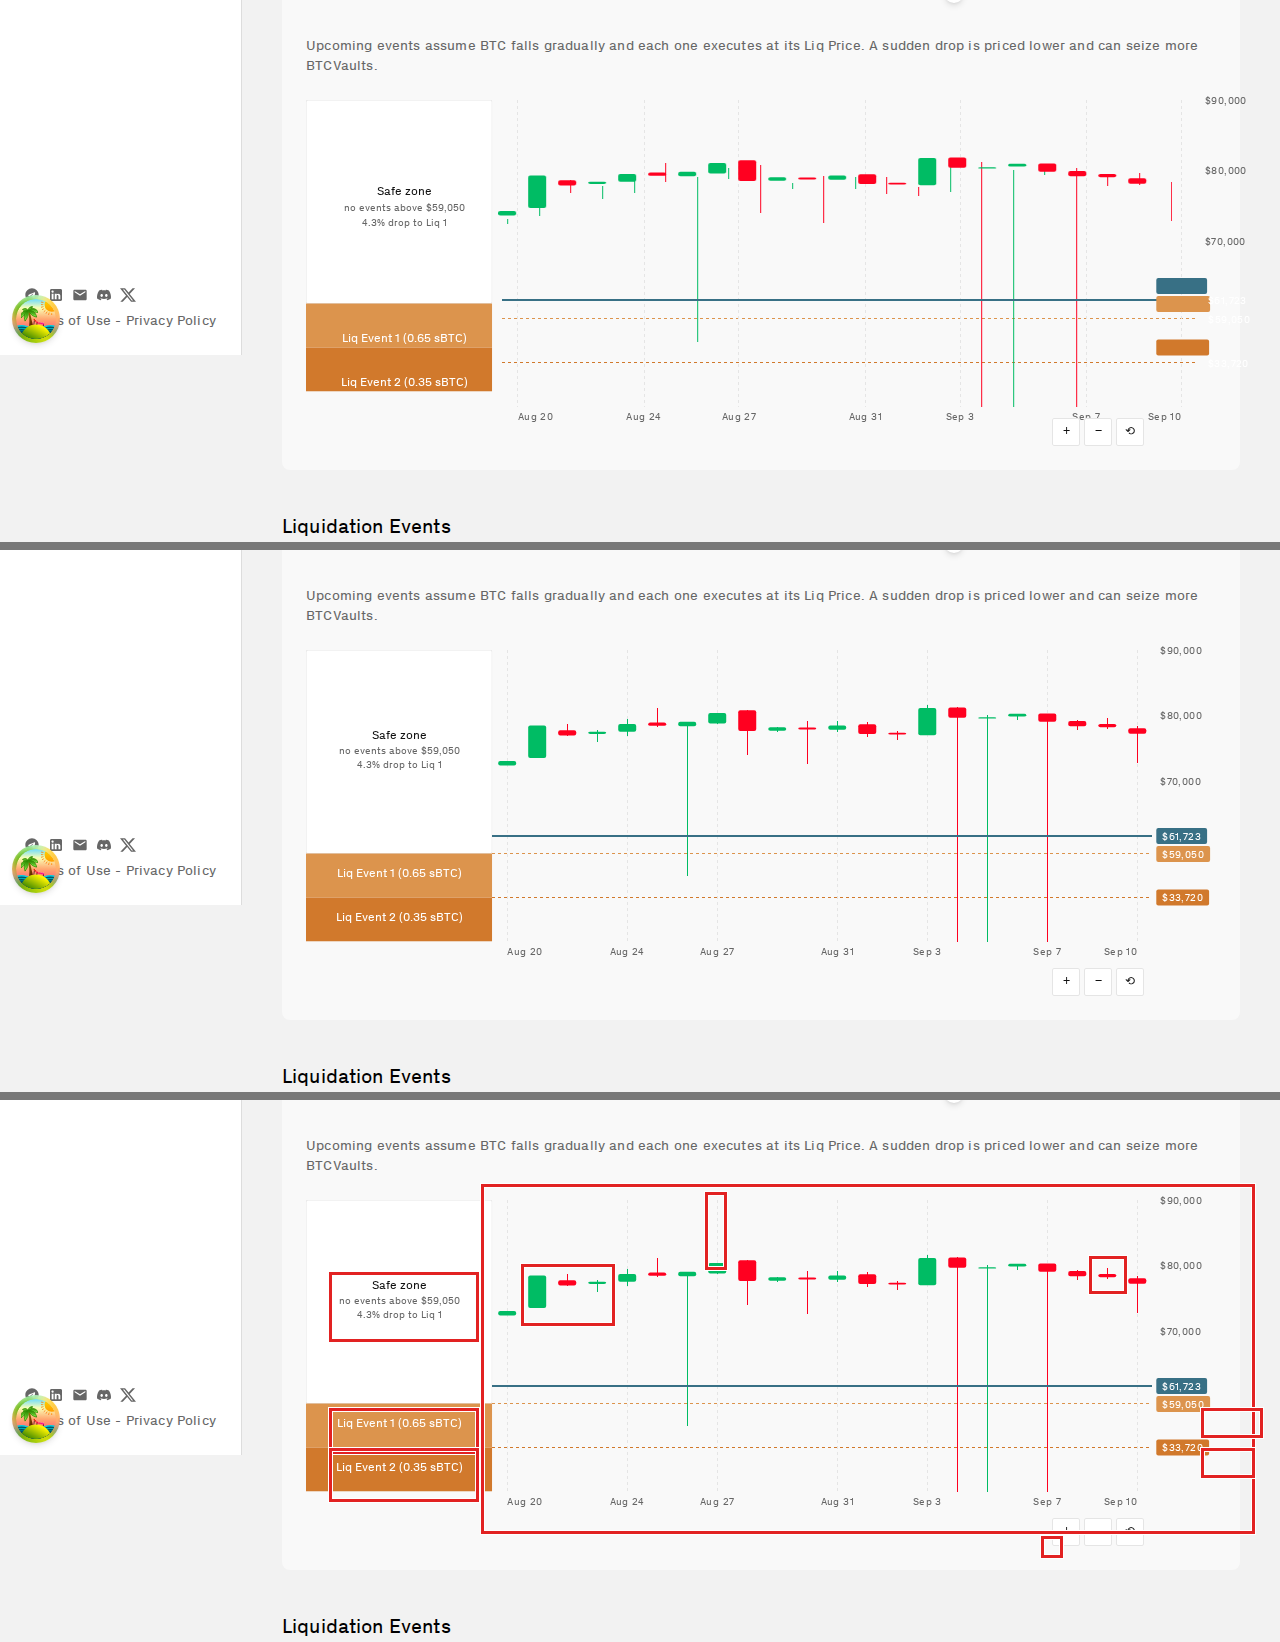 Upcoming events assume BTC falls gradually and each one executes at its Liq Price. A sudden drop is priced lower and can seize more
BTCVaults.
$90,000
$80,000
Safe zone
no events above $59,050
4.3% drop to Liq 1
$70,000
s of Use - Privacy Policy
Liq Event 1 (0.65 sBTC)
Liq Event 2 (0.35 sBTC)
Aug 20 Aug 24 Aug 27 Aug 31 Sep 3 Sep 7 Sep 10
+ − ⟲
Liquidation Events
Upcoming events assume BTC falls gradually and each one executes at its Liq Price. A sudden drop is priced lower and can seize more
BTCVaults.
$90,000
$80,000
Safe zone
no events above $59,050
4.3% drop to Liq 1
$70,000
$61,723
$59,050
s of Use - Privacy Policy
Liq Event 1 (0.65 sBTC)
$33,720
Liq Event 2 (0.35 sBTC)
Aug 20 Aug 24 Aug 27 Aug 31 Sep 3 Sep 7 Sep 10
+ − ⟲
Liquidation Events
Upcoming events assume BTC falls gradually and each one executes at its Liq Price. A sudden drop is priced lower and can seize more
BTCVaults.
$90,000
$80,000
Safe zone
no events above $59,050
4.3% drop to Liq 1
$70,000
$61,723
$59,050
s of Use - Privacy Policy
Liq Event 1 (0.65 sBTC)
$33,720
Liq Event 2 (0.35 sBTC)
Aug 20 Aug 24 Aug 27 Aug 31 Sep 3 Sep 7 Sep 10
Liquidation Events